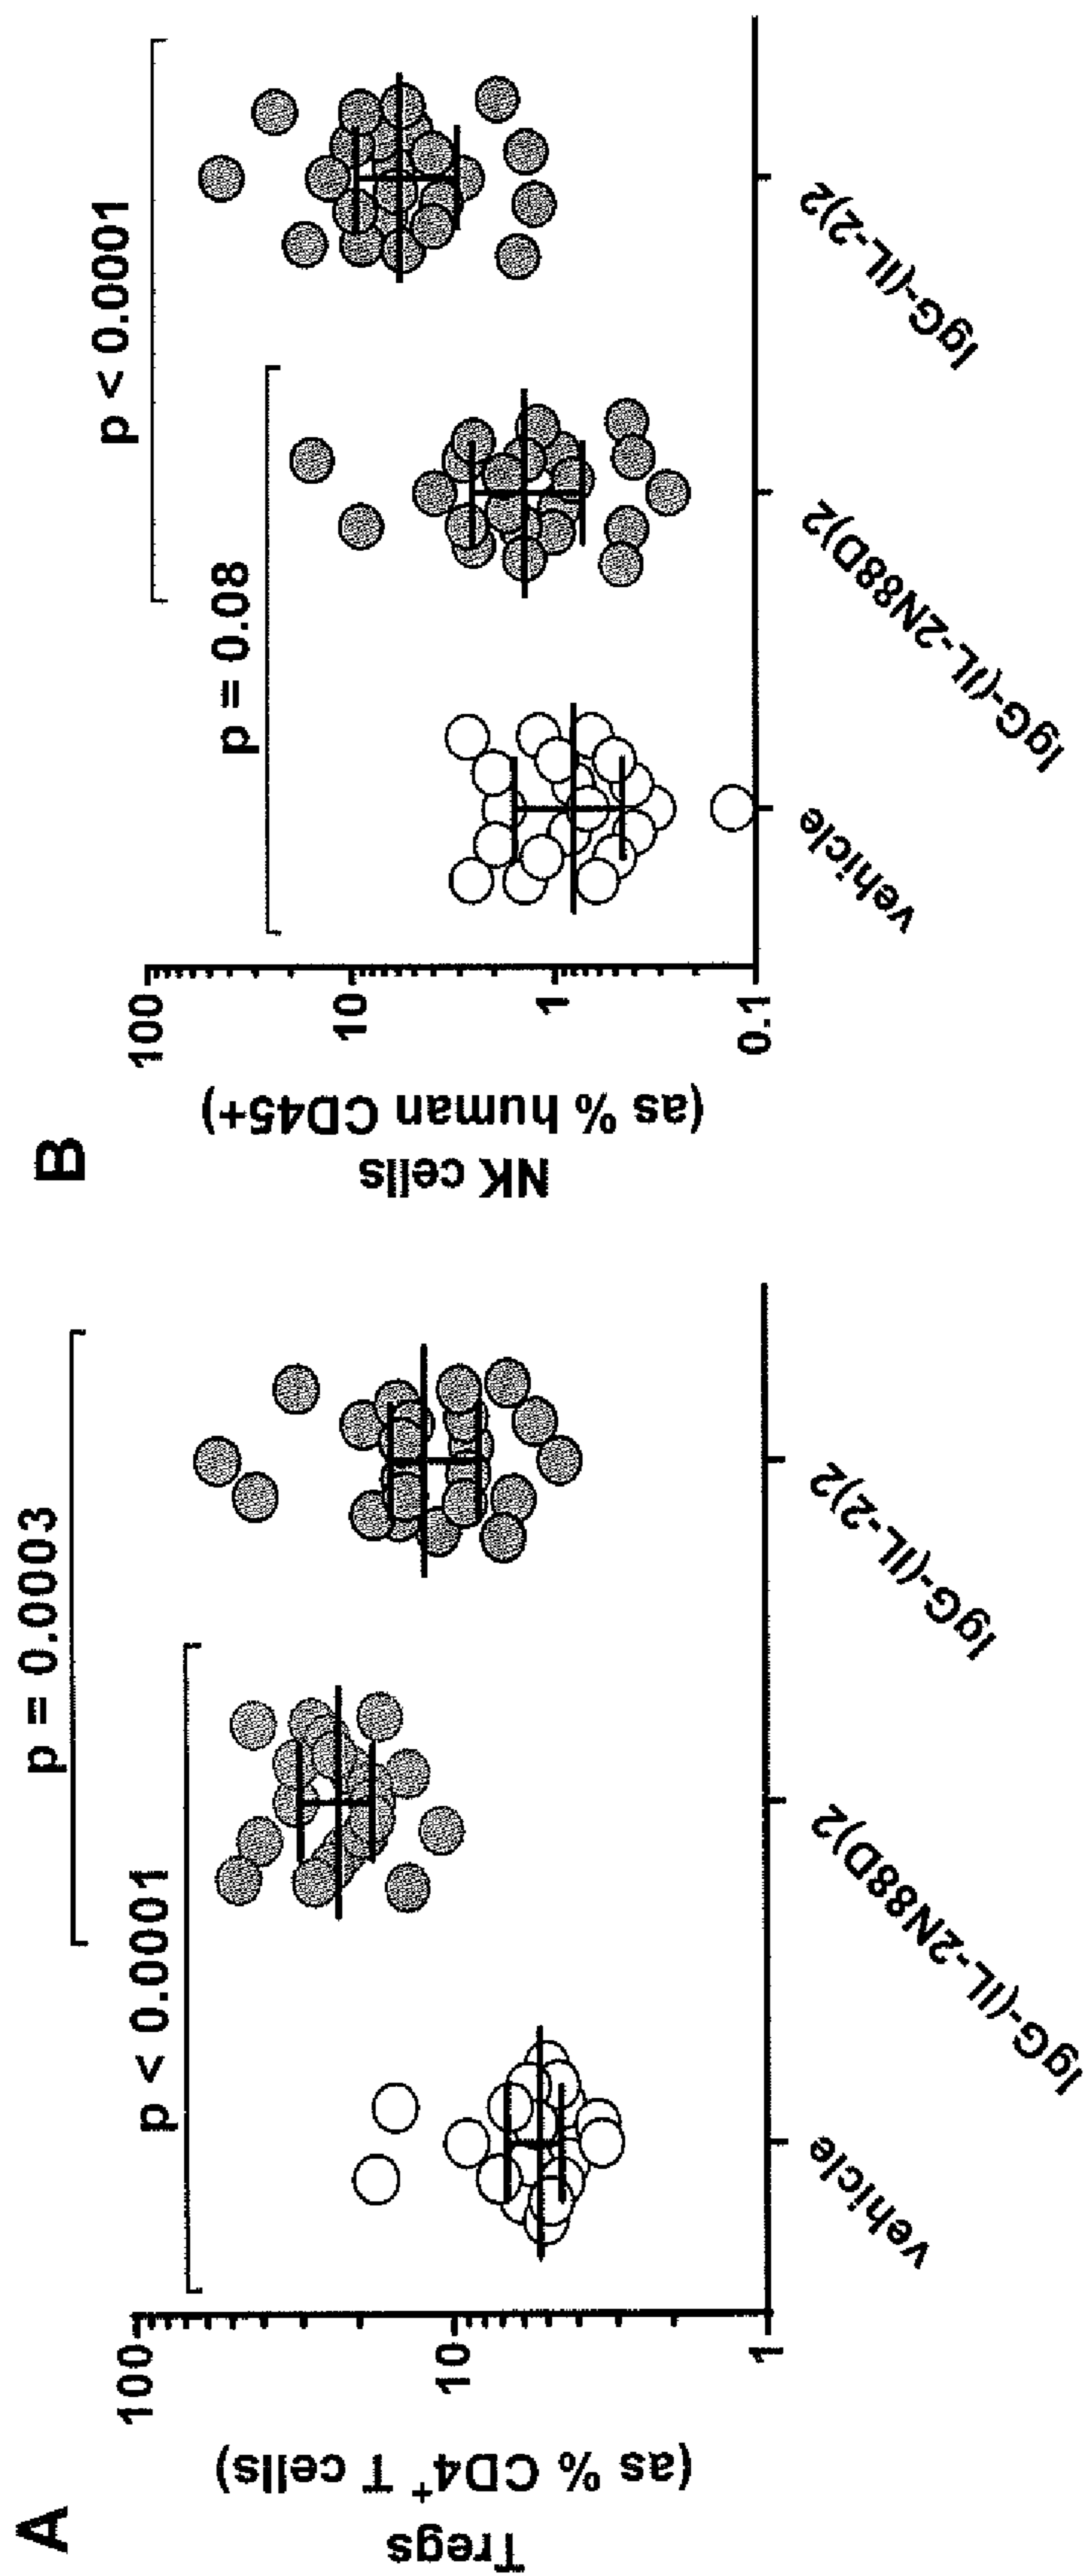 A
Tregs
(as % CD4+ T cells)
100
10
1
p < 0.0001
p = 0.0003
vehicle
IgG-(IL-2N88D)2
IgG-(IL-2)2
B
NK cells
(as % human CD45+)
100
10
1
0.1
p = 0.08
p < 0.0001
vehicle
IgG-(IL-2N88D)2
IgG-(IL-2)2